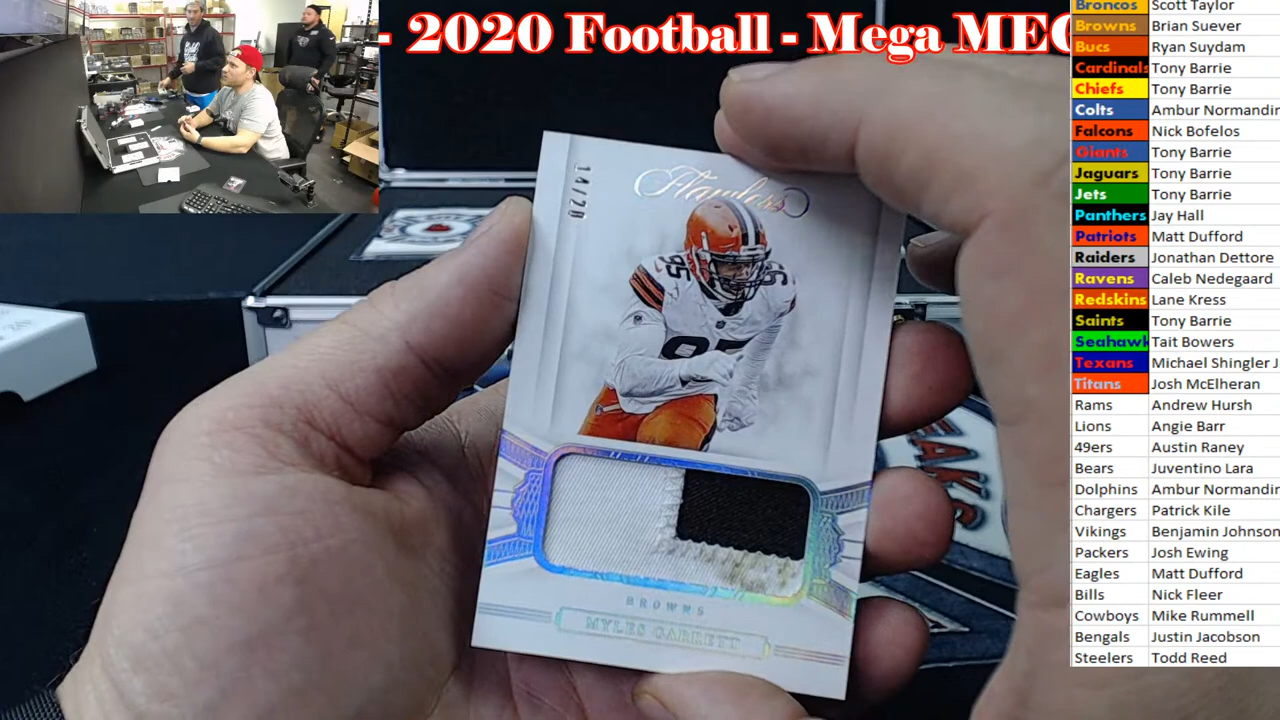 - 2020 Football - Mega MEG
Broncos Scott Taylor
Browns Brian Suever
Bucs Ryan Suydam
Cardinals Tony Barrie
Chiefs Tony Barrie
Colts Ambur Normandin
Falcons Nick Bofelos
Giants Tony Barrie
Jaguars Tony Barrie
Jets Tony Barrie
Panthers Jay Hall
Patriots Matt Dufford
Raiders Jonathan Dettore
Ravens Caleb Nedegaard
Redskins Lane Kress
Saints Tony Barrie
Seahawk Tait Bowers
Texans Michael Shingler J
Titans Josh McElheran
Rams Andrew Hursh
Lions Angie Barr
49ers Austin Raney
Bears Juventino Lara
Dolphins Ambur Normandin
Chargers Patrick Kile
Vikings Benjamin Johnson
Packers Josh Ewing
Eagles Matt Dufford
Bills Nick Fleer
Cowboys Mike Rummell
Bengals Justin Jacobson
Steelers Todd Reed
14/20
Flawless
95
95
95
BROWNS
MYLES GARRETT
EAKS